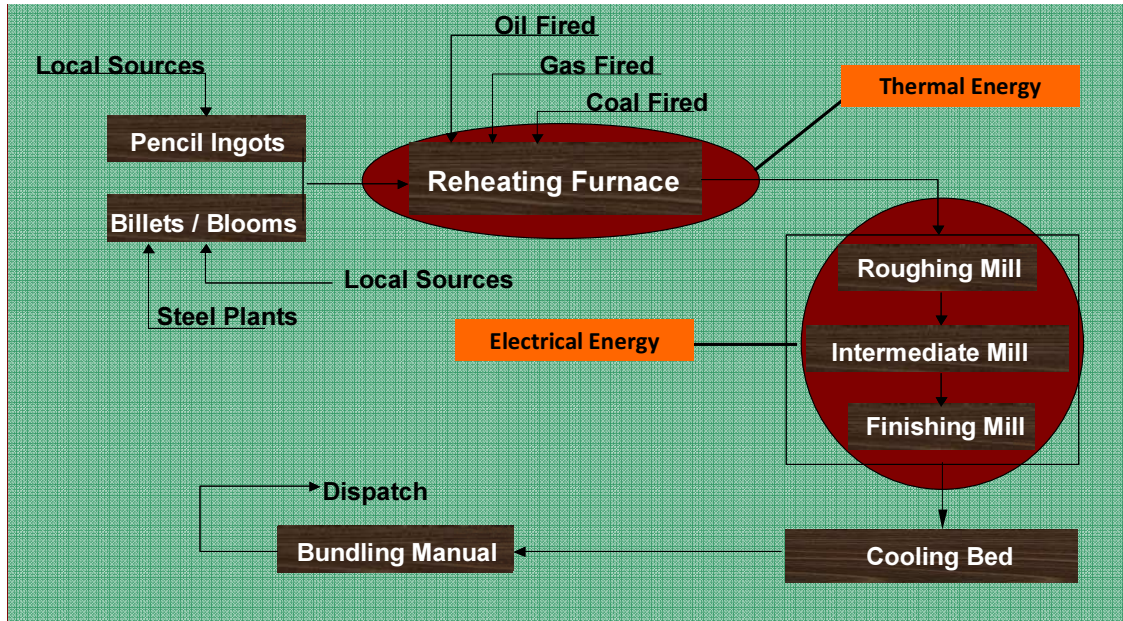 Oil Fired
Local Sources
Gas Fired
Thermal Energy
Coal Fired
Pencil Ingots
Reheating Furnace
Billets / Blooms
Roughing Mill
Local Sources
Steel Plants
Electrical Energy
Intermediate Mill
Finishing Mill
Dispatch
Bundling Manual
Cooling Bed